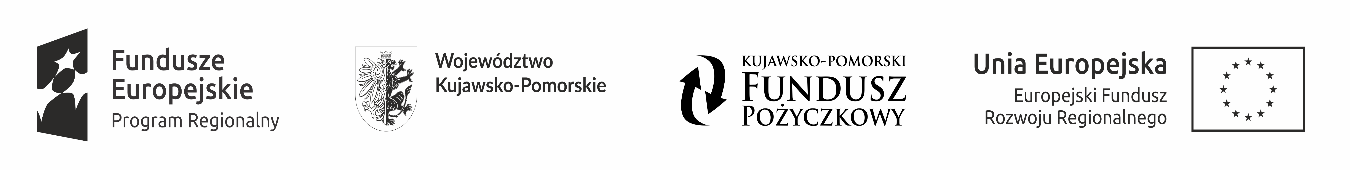 Fundusze
Europejskie
Program Regionalny
Województwo
Kujawsko-Pomorskie
KUJAWSKO-POMORSKI
FUNDUSZ
POŻYCZKOWY
Unia Europejska
Europejski Fundusz
Rozwoju Regionalnego